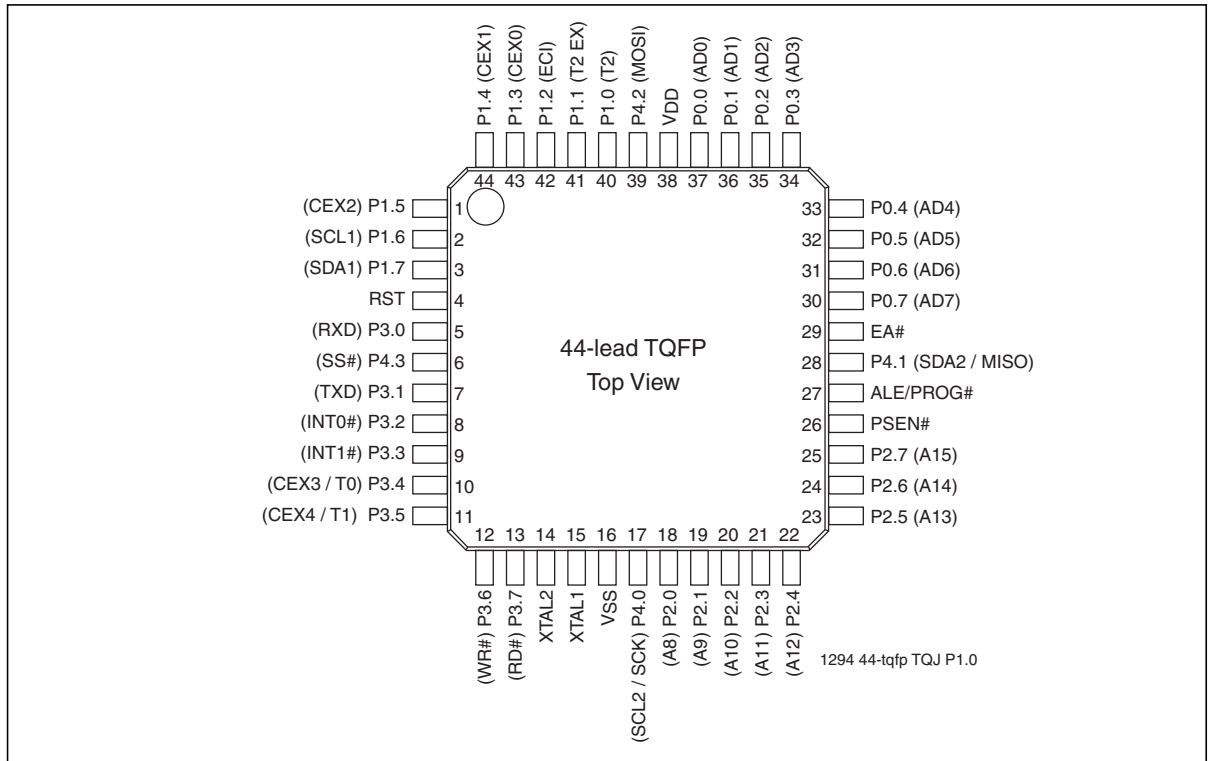 P1.4 (CEX1)
P1.3 (CEX0)
P1.2 (ECI)
P1.1 (T2 EX)
P1.0 (T2)
P4.2 (MOSI)
VDD
P0.0 (AD0)
P0.1 (AD1)
P0.2 (AD2)
P0.3 (AD3)
44 43 42 41 40 39 38 37 36 35 34
(CEX2) P1.5 1
(SCL1) P1.6 2
(SDA1) P1.7 3
RST 4
(RXD) P3.0 5
(SS#) P4.3 6
(TXD) P3.1 7
(INT0#) P3.2 8
(INT1#) P3.3 9
(CEX3 / T0) P3.4 10
(CEX4 / T1) P3.5 11
44-lead TQFP
Top View
33 P0.4 (AD4)
32 P0.5 (AD5)
31 P0.6 (AD6)
30 P0.7 (AD7)
29 EA#
28 P4.1 (SDA2 / MISO)
27 ALE/PROG#
26 PSEN#
25 P2.7 (A15)
24 P2.6 (A14)
23 P2.5 (A13)
12 13 14 15 16 17 18 19 20 21 22
(WR#) P3.6
(RD#) P3.7
XTAL2
XTAL1
VSS
(SCL2 / SCK) P4.0
(A8) P2.0
(A9) P2.1
(A10) P2.2
(A11) P2.3
(A12) P2.4
1294 44-tqfp TQJ P1.0